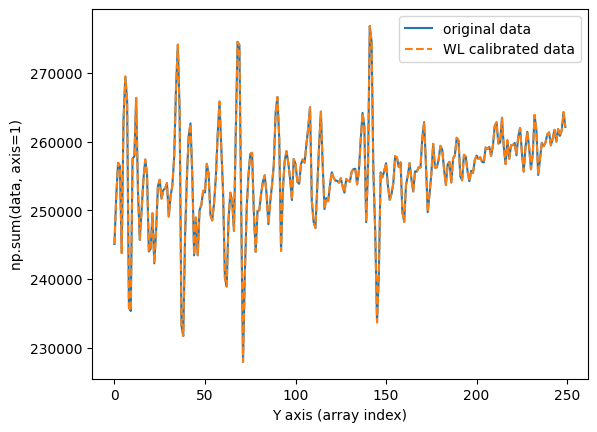 original data
WL calibrated data
270000
260000
250000
240000
230000
np.sum(data, axis=1)
0
50
100
150
200
250
Y axis (array index)